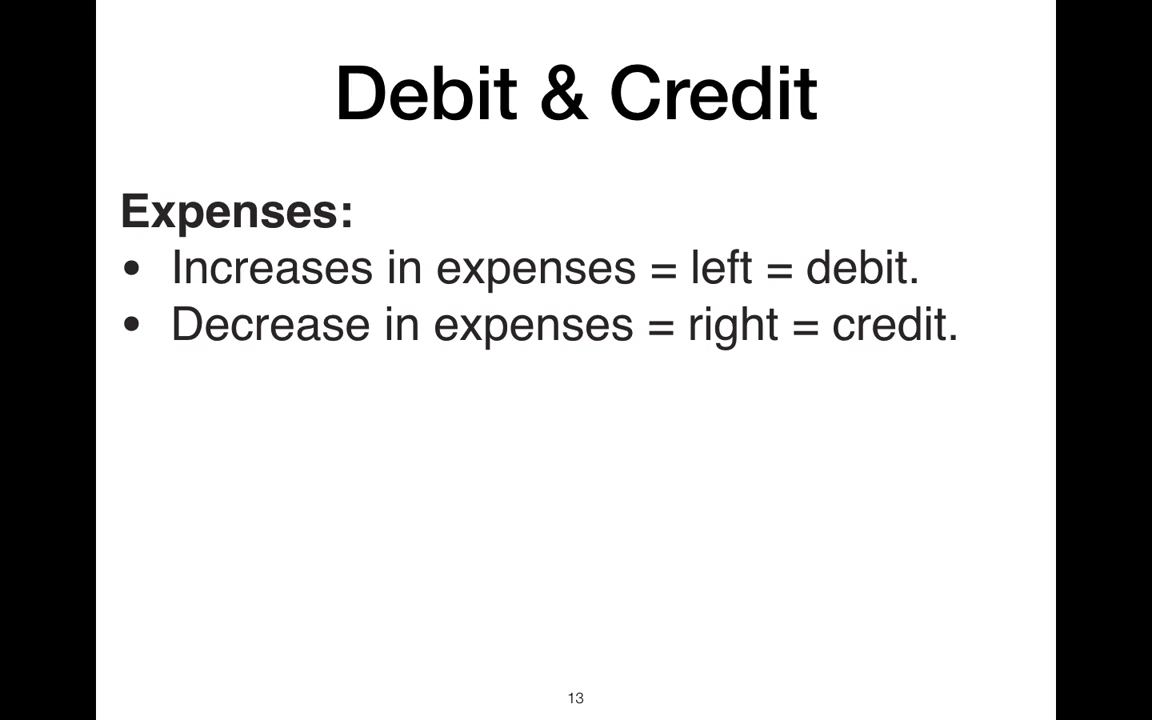 Debit & Credit
Expenses:
• Increases in expenses = left = debit.
• Decrease in expenses = right = credit.
13